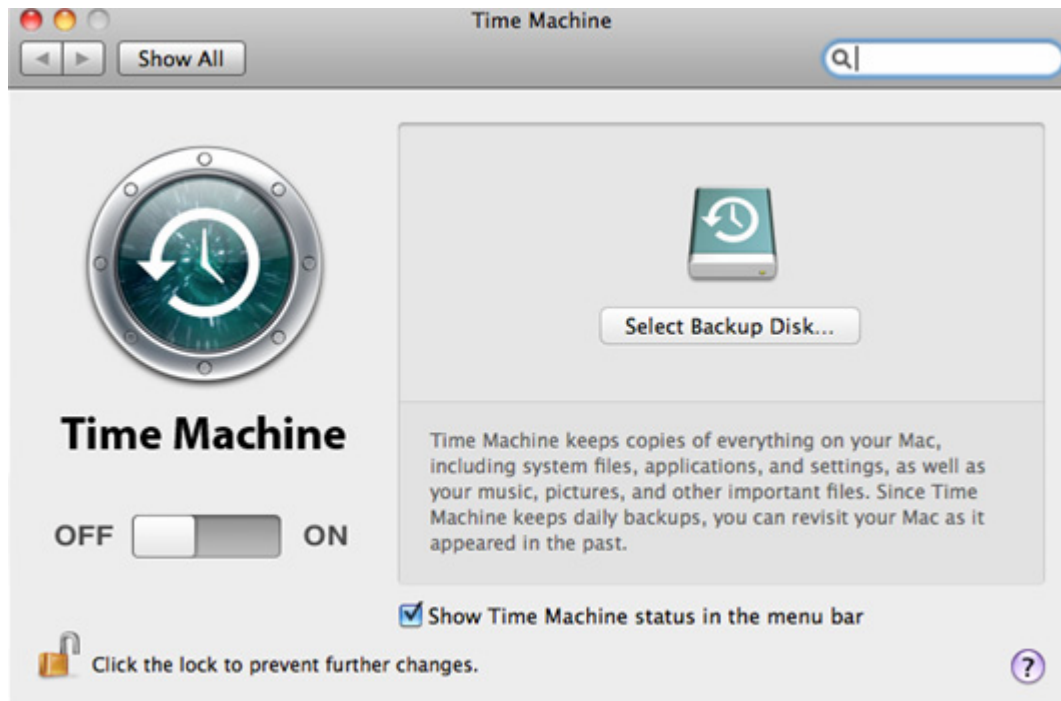 Time Machine
Show All
Select Backup Disk...
Time Machine
Time Machine keeps copies of everything on your Mac,
including system files, applications, and settings, as well as
your music, pictures, and other important files. Since Time
Machine keeps daily backups, you can revisit your Mac as it
appeared in the past.
OFF ON
Show Time Machine status in the menu bar
Click the lock to prevent further changes.
?